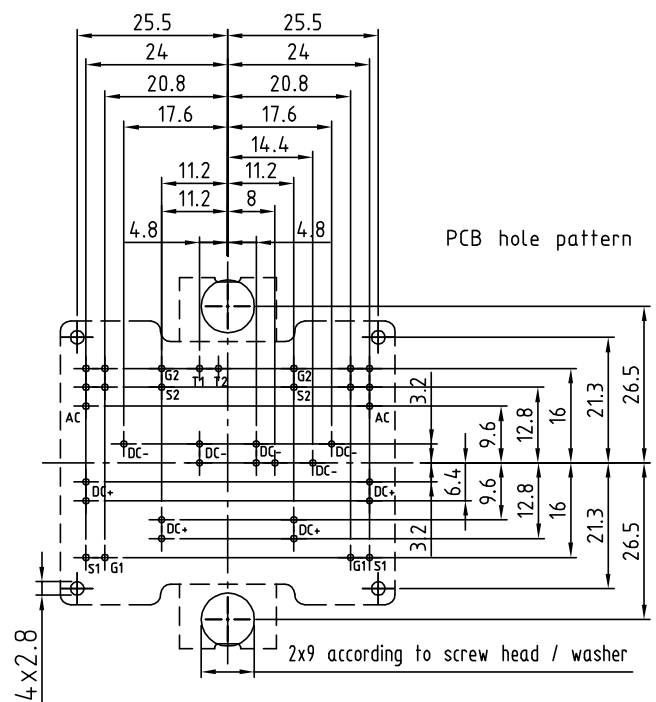 25.5 25.5
24 24
20.8 20.8
17.6 17.6
14.4
11.2 11.2
11.2 8
4.8 4.8
PCB hole pattern
G2 T1 T2 G2
S2 S2
AC AC
DC- DC- DC- DC-
DC-
DC+ DC+
DC+ DC+
S1 G1 G1 S1
3.2
9.6
12.8
16
21.3
26.5
6.4
3.2
9.6
12.8
16
21.3
26.5
4x2.8
2x9 according to screw head / washer